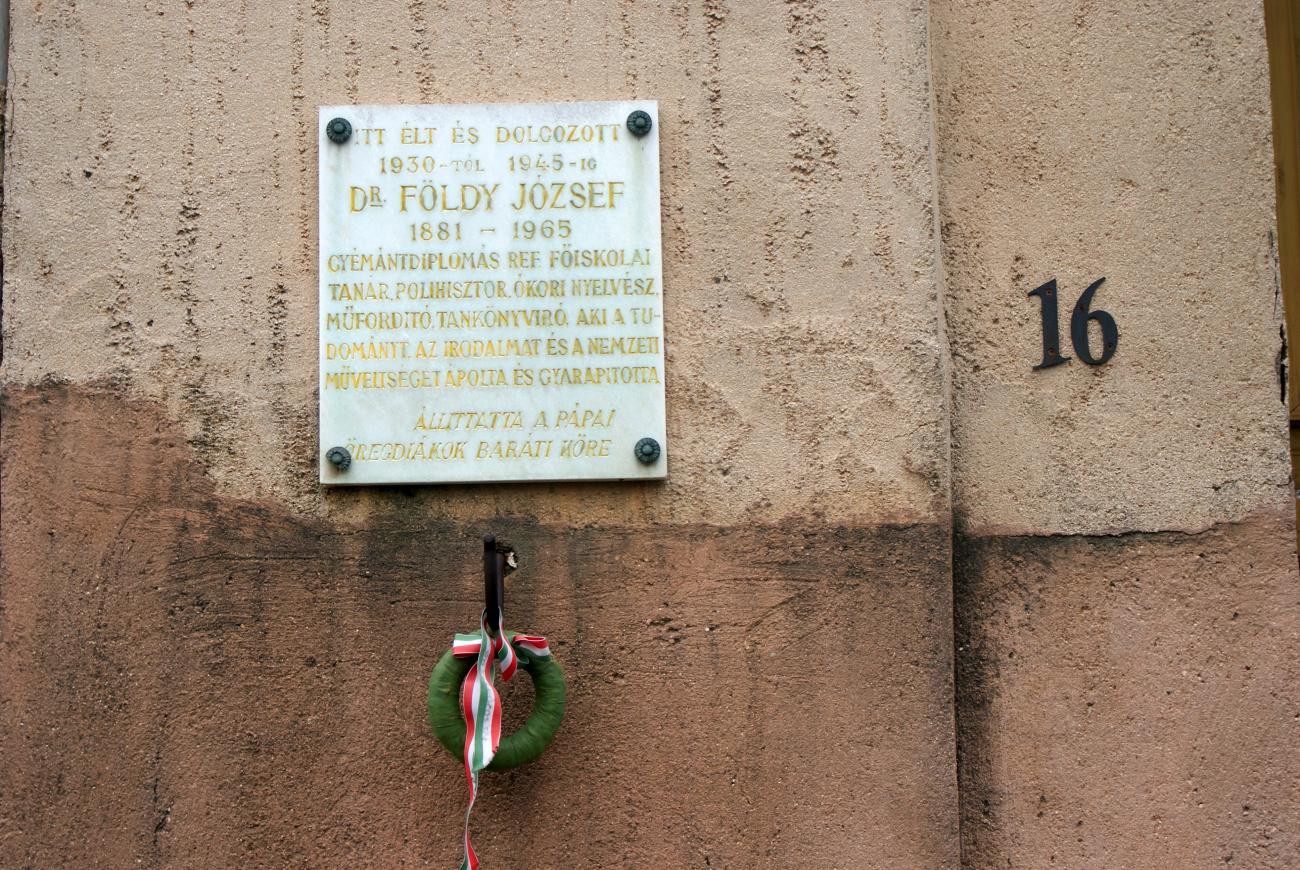 ITT ÉLT ÉS DOLGOZOTT
1930-TÓL 1945-IG
DR. FÖLDY JÓZSEF
1881 – 1965
GYÉMÁNTDIPLOMÁS REF. FŐISKOLAI
TANÁR, POLIHISZTOR, ÓKORI NYELVÉSZ,
MŰFORDÍTÓ, TANKÖNYVÍRÓ, AKI A TU-
DOMÁNYT, AZ IRODALMAT ÉS A NEMZETI
MŰVELTSÉGET ÁPOLTA ÉS GYARAPÍTOTTA
ÁLLÍTTATTA A PÁPAI
ÖREGDIÁKOK BARÁTI KÖRE
16